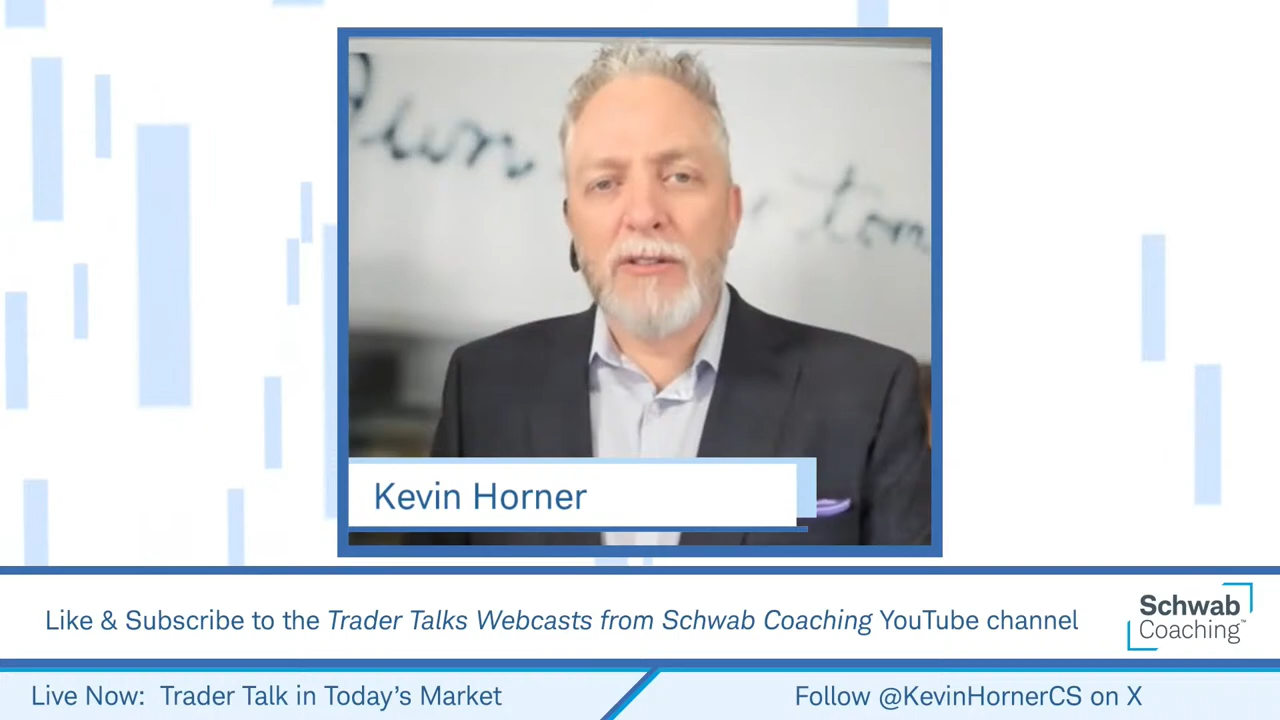 Kevin Horner
Like & Subscribe to the Trader Talks Webcasts from Schwab Coaching YouTube channel
Schwab
Coaching™
Live Now: Trader Talk in Today's Market
Follow @KevinHornerCS on X